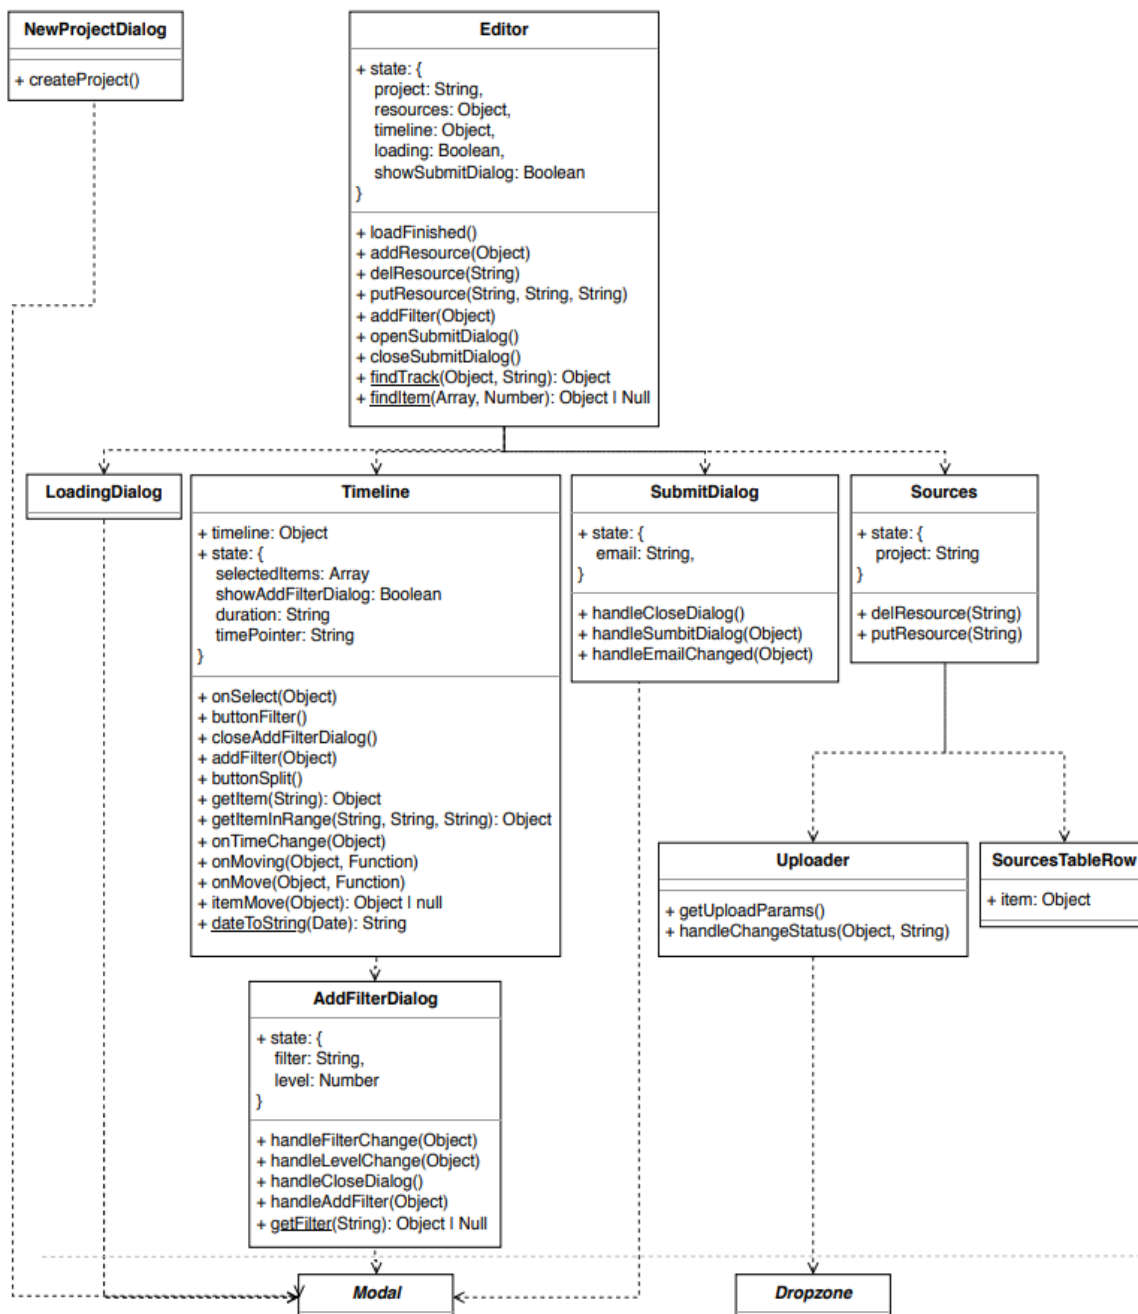 NewProjectDialog
+ createProject()
Editor
+ state: {
project: String,
resources: Object,
timeline: Object,
loading: Boolean,
showSubmitDialog: Boolean
}
+ loadFinished()
+ addResource(Object)
+ delResource(String)
+ putResource(String, String, String)
+ addFilter(Object)
+ openSubmitDialog()
+ closeSubmitDialog()
+ findTrack(Object, String): Object
+ findItem(Array, Number): Object | Null
LoadingDialog
Timeline
+ timeline: Object
+ state: {
selectedItems: Array
showAddFilterDialog: Boolean
duration: String
timePointer: String
}
+ onSelect(Object)
+ buttonFilter()
+ closeAddFilterDialog()
+ addFilter(Object)
+ buttonSplit()
+ getItem(String): Object
+ getItemInRange(String, String, String): Object
+ onTimeChange(Object)
+ onMoving(Object, Function)
+ onMove(Object, Function)
+ itemMove(Object): Object | null
+ dateToString(Date): String
SubmitDialog
+ state: {
email: String,
}
+ handleCloseDialog()
+ handleSumbitDialog(Object)
+ handleEmailChanged(Object)
Sources
+ state: {
project: String
}
+ delResource(String)
+ putResource(String)
Uploader
+ getUploadParams()
+ handleChangeStatus(Object, String)
SourcesTableRow
+ item: Object
AddFilterDialog
+ state: {
filter: String,
level: Number
}
+ handleFilterChange(Object)
+ handleLevelChange(Object)
+ handleCloseDialog()
+ handleAddFilter(Object)
+ getFilter(String): Object | Null
Modal
Dropzone